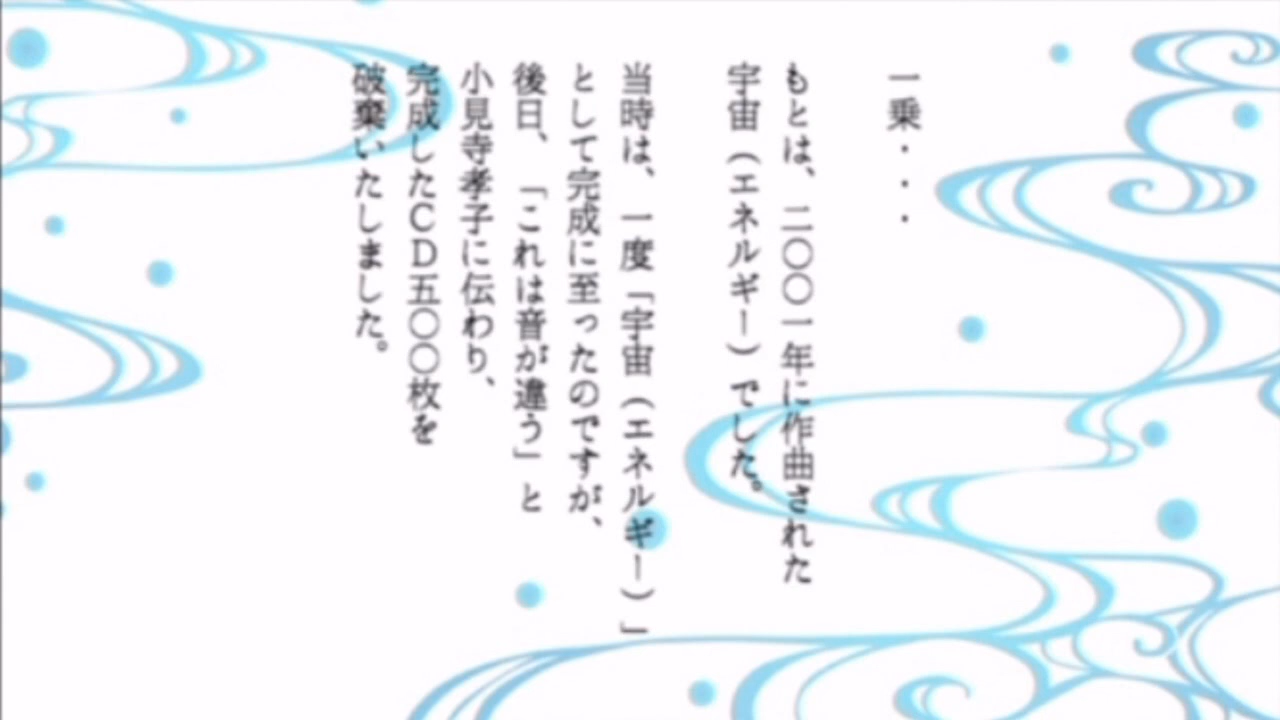 一乗・・・
もとは、二〇〇一年に作曲された
宇宙（エネルギー）でした。
当時は、一度「宇宙（エネルギー）」
として完成に至ったのですが、
後日、「これは音が違う」と
小見寺孝子に伝わり、
完成したＣＤ五〇〇枚を
破棄いたしました。